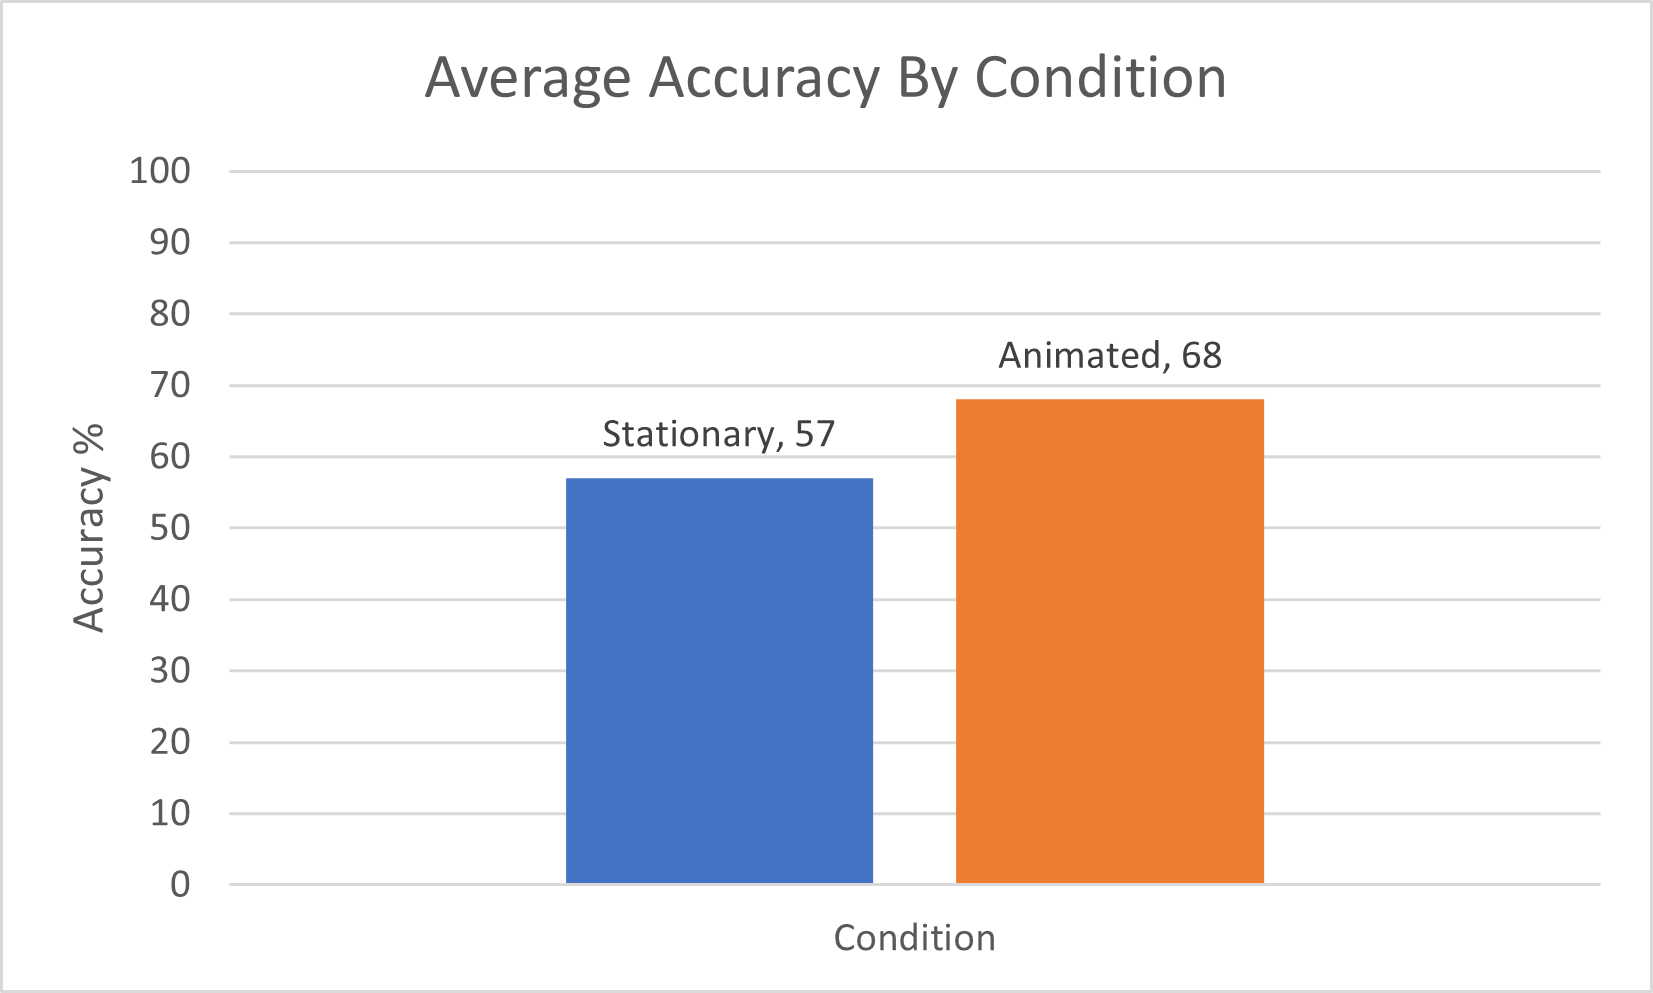 Average Accuracy By Condition
100
90
80
70
60
50
40
30
20
10
0
Accuracy %
Stationary, 57
Animated, 68
Condition